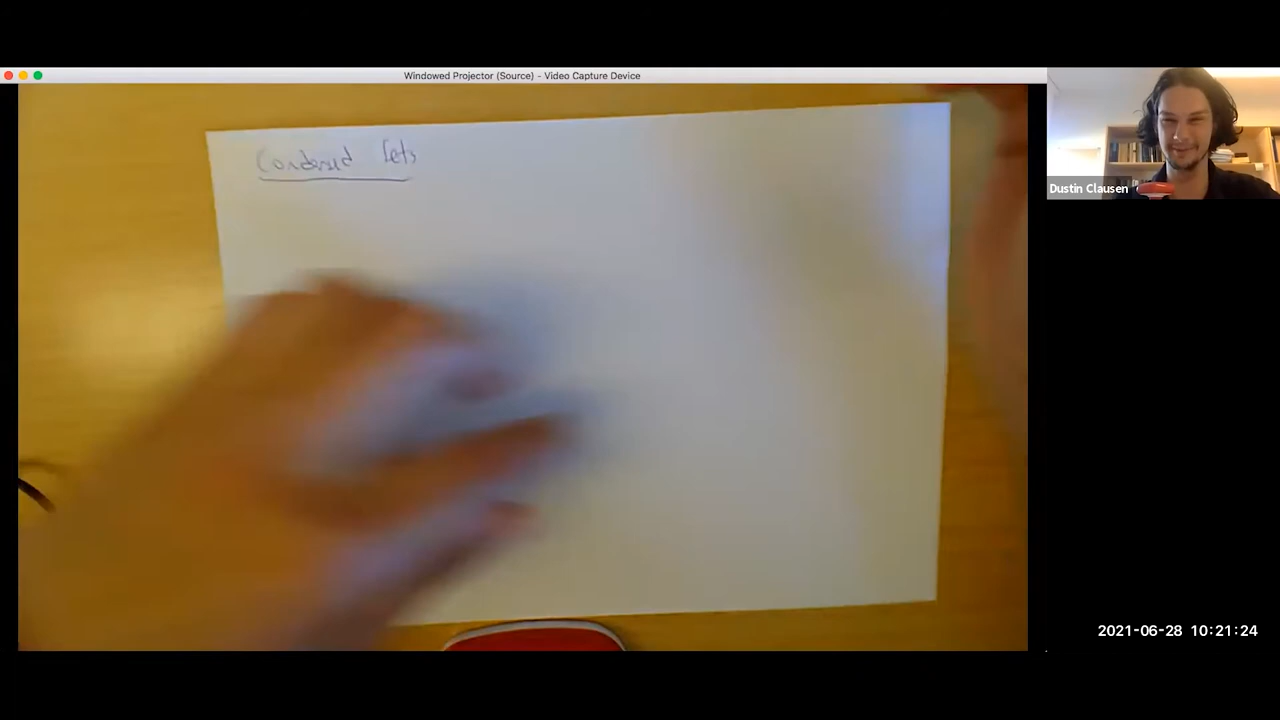 Windowed Projector (Source) - Video Capture Device
Condensed Sets
Dustin Clausen
2021-06-28 10:21:24